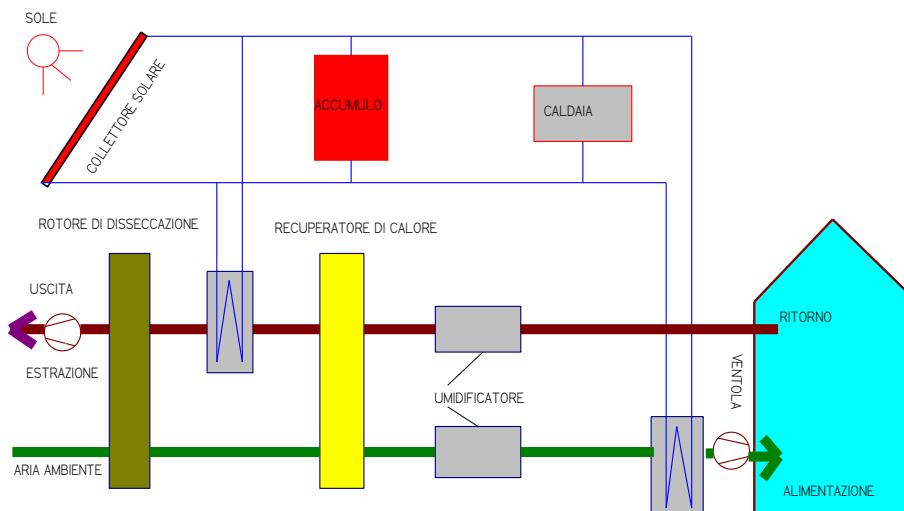 SOLE
COLLETTORE SOLARE
ACCUMULO
CALDAIA
ROTORE DI DISSECCAZIONE
RECUPERATORE DI CALORE
USCITA
RITORNO
ESTRAZIONE
VENTOLA
UMIDIFICATORE
ARIA AMBIENTE
ALIMENTAZIONE